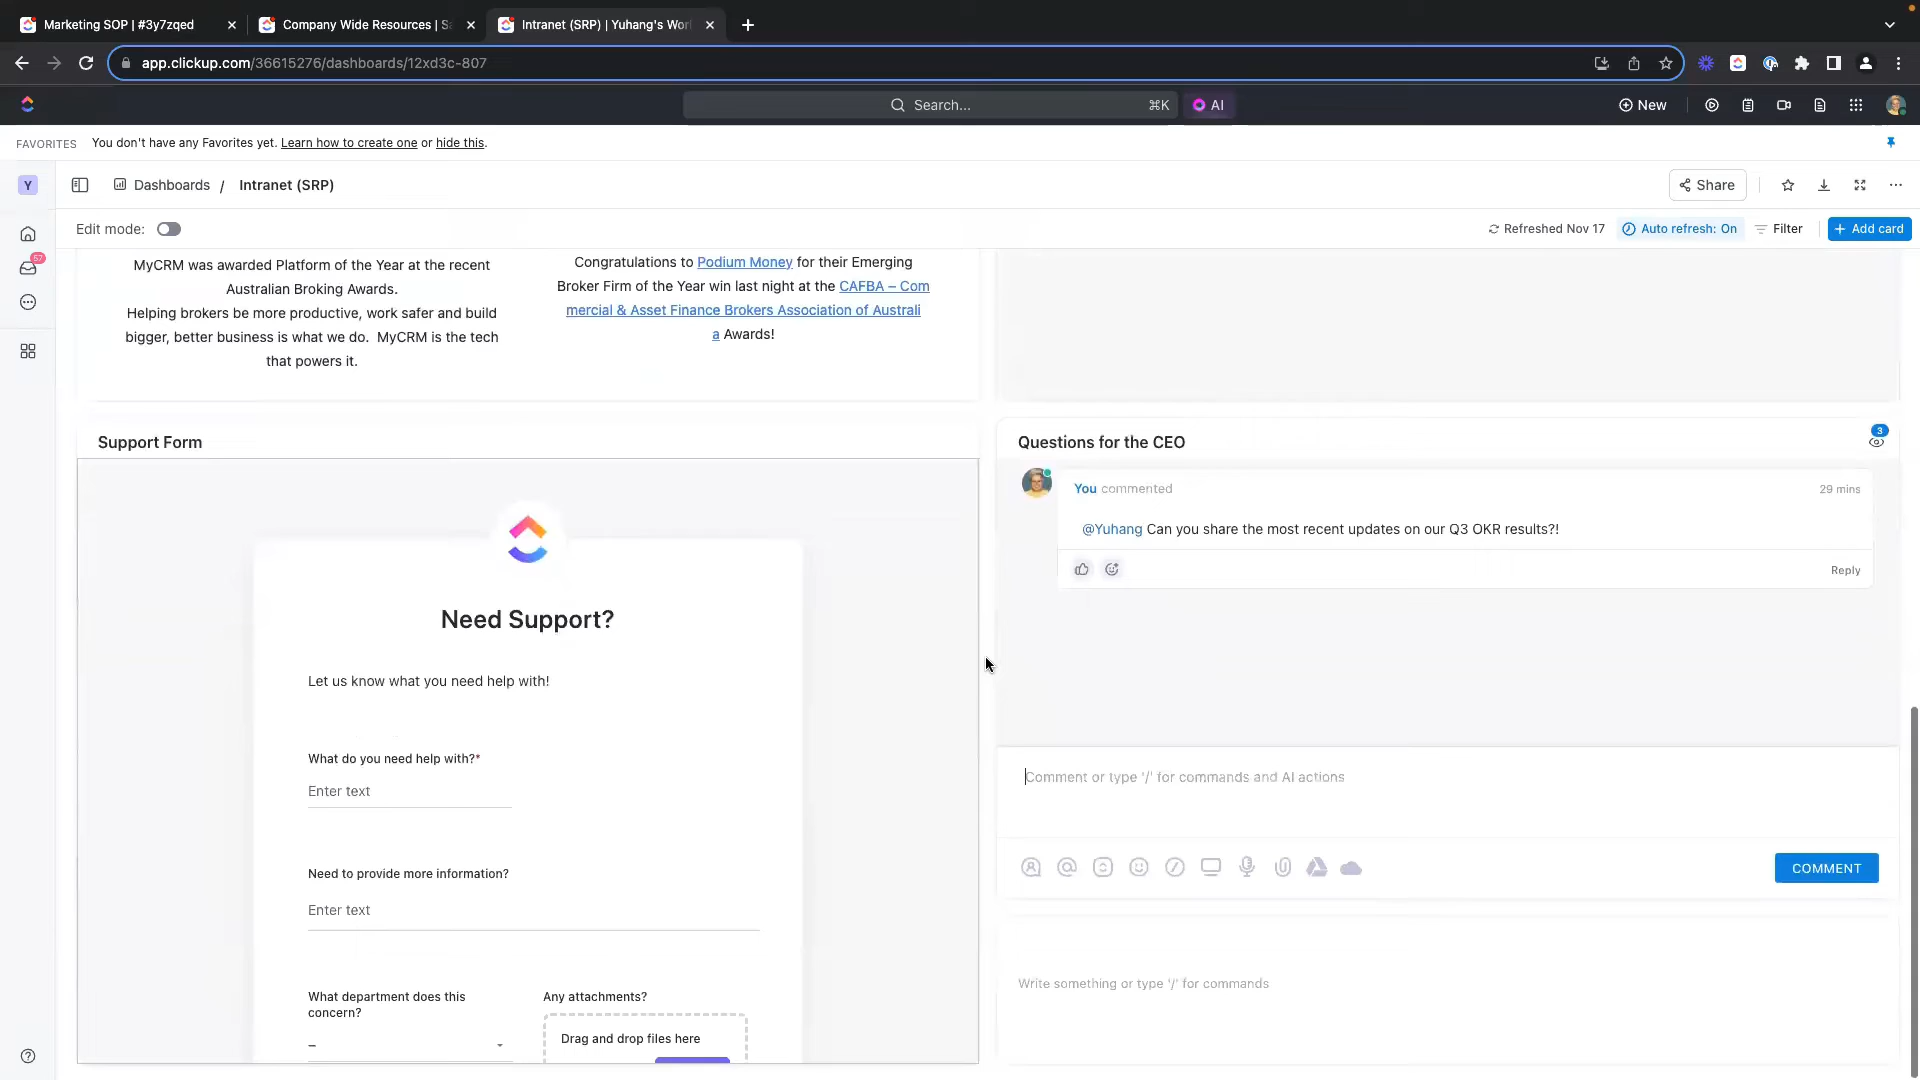 Marketing SOP | #3y7zqed
Company Wide Resources | S
Intranet (SRP) | Yuhang's Wor
app.clickup.com/36615276/dashboards/12xd3c-807
Search...
⌘K
AI
New
FAVORITES
You don't have any Favorites yet. Learn how to create one or hide this.
Y
Dashboards / Intranet (SRP)
Share
Edit mode:
Refreshed Nov 17
Auto refresh: On
Filter
+ Add card
57
MyCRM was awarded Platform of the Year at the recent
Australian Broking Awards.
Helping brokers be more productive, work safer and build
bigger, better business is what we do. MyCRM is the tech
that powers it.
Congratulations to Podium Money for their Emerging
Broker Firm of the Year win last night at the CAFBA – Com
mercial & Asset Finance Brokers Association of Australi
a Awards!
Support Form
Need Support?
Let us know what you need help with!
What do you need help with?*
Enter text
Need to provide more information?
Enter text
What department does this
concern?
–
Any attachments?
Drag and drop files here
Questions for the CEO
3
You commented
29 mins
@Yuhang Can you share the most recent updates on our Q3 OKR results?!
Reply
Comment or type '/' for commands and AI actions
COMMENT
Write something or type '/' for commands